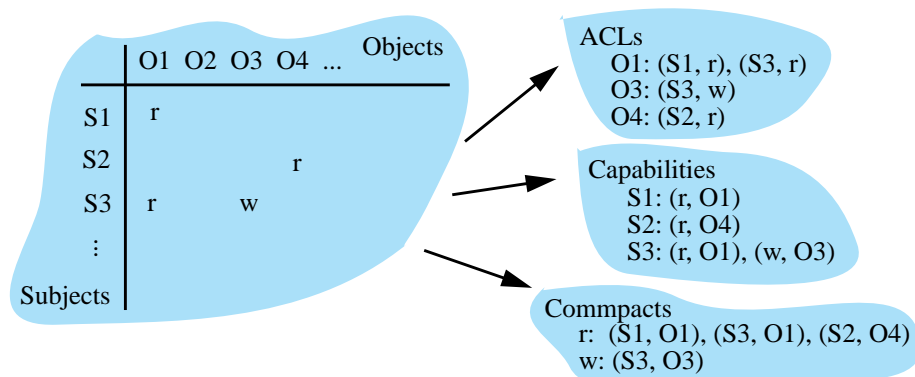 Objects
O1 O2 O3 O4 ...
S1 r
S2 r
S3 r w
⋮
Subjects
ACLs
O1: (S1, r), (S3, r)
O3: (S3, w)
O4: (S2, r)
Capabilities
S1: (r, O1)
S2: (r, O4)
S3: (r, O1), (w, O3)
Commpacts
r: (S1, O1), (S3, O1), (S2, O4)
w: (S3, O3)